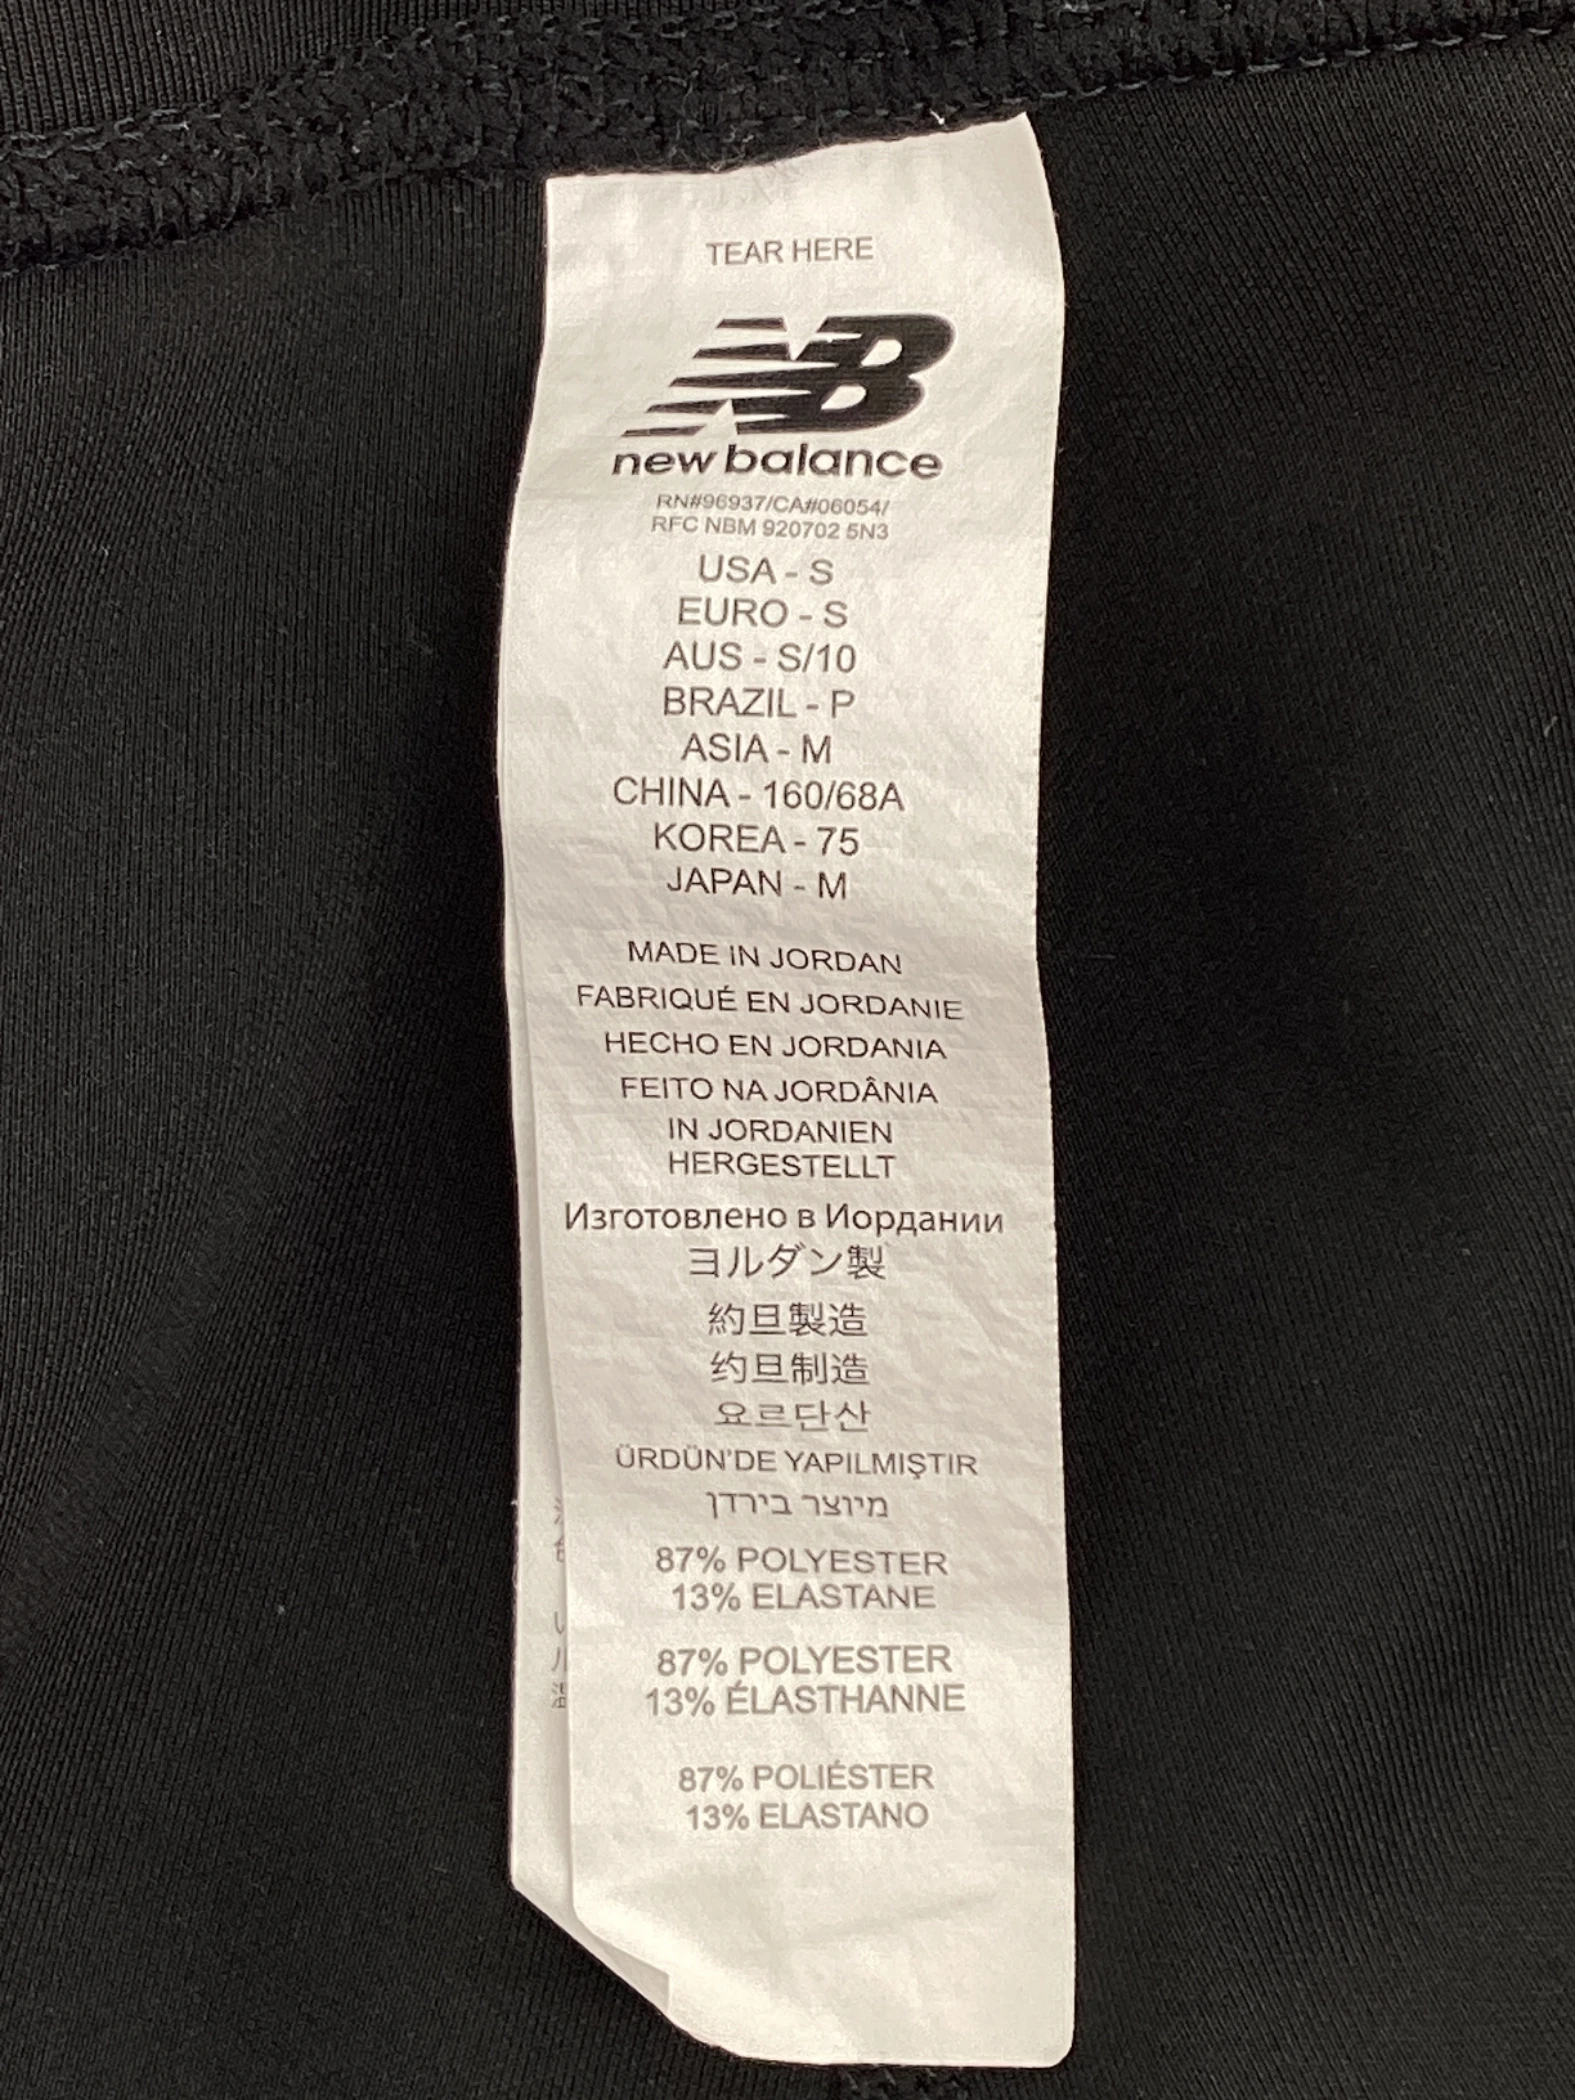 TEAR HERE
NB
new balance
RN#96937/CA#06054/
RFC NBM 920702 5N3
USA - S
EURO - S
AUS - S/10
BRAZIL - P
ASIA - M
CHINA - 160/68A
KOREA - 75
JAPAN - M
MADE IN JORDAN
FABRIQUÉ EN JORDANIE
HECHO EN JORDANIA
FEITO NA JORDÂNIA
IN JORDANIEN
HERGESTELLT
Изготовлено в Иордании
ヨルダン製
約旦製造
约旦制造
요르단산
ÜRDÜN'DE YAPILMIŞTIR
מיוצר בירדן
87% POLYESTER
13% ELASTANE
87% POLYESTER
13% ÉLASTHANNE
87% POLIÉSTER
13% ELASTANO